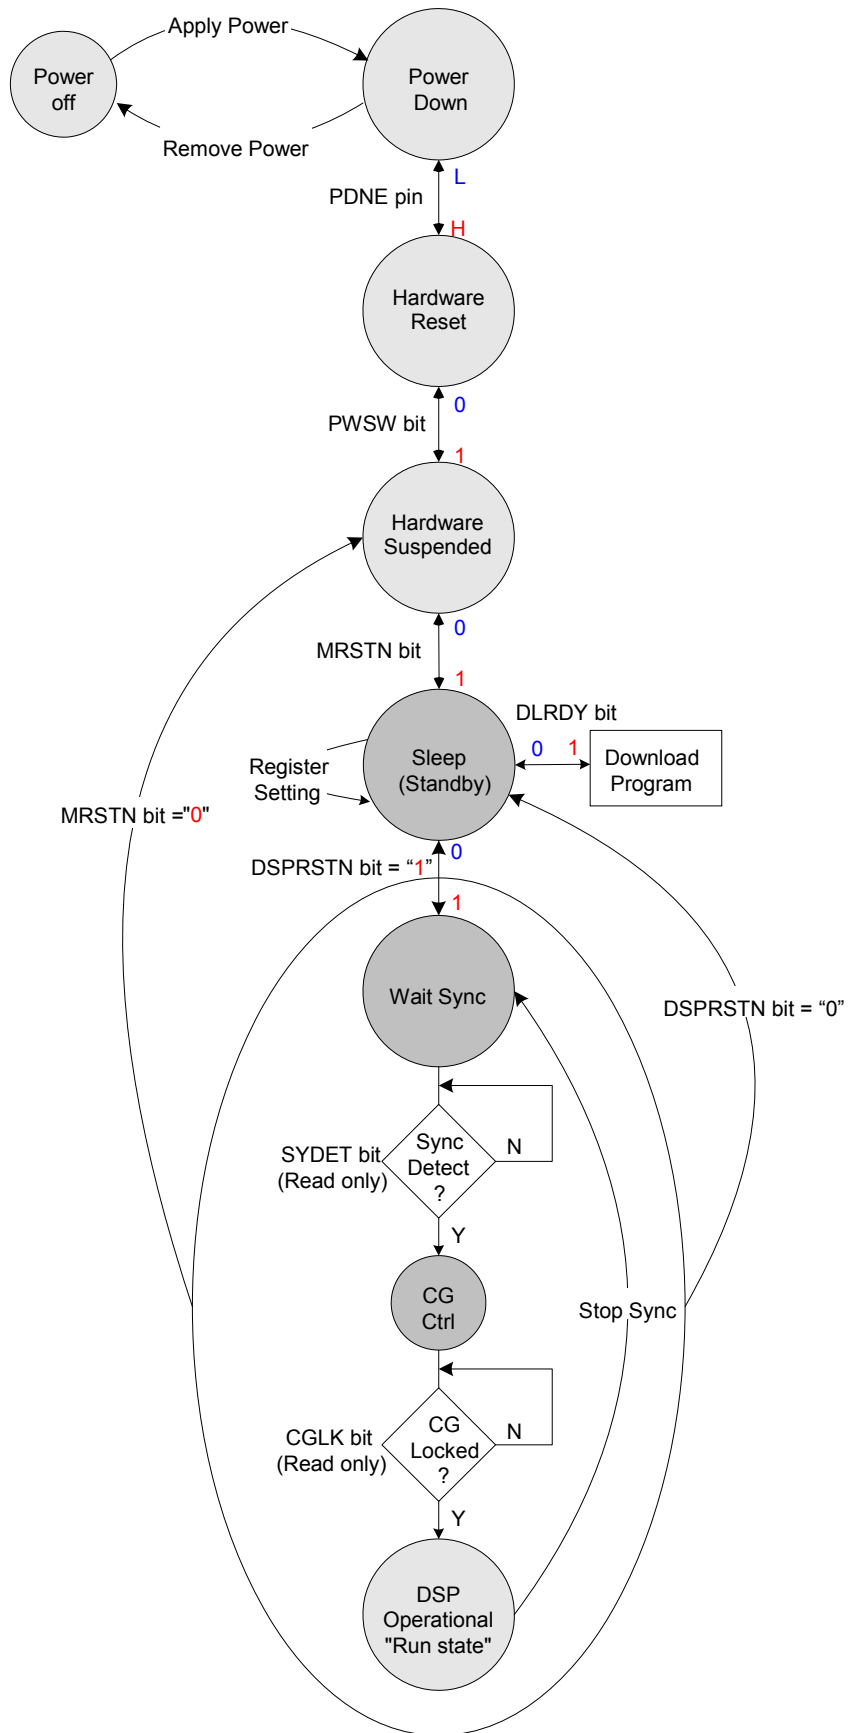 Apply Power
Power
off
Power
Down
Remove Power
L
PDNE pin
H
Hardware
Reset
0
PWSW bit
1
Hardware
Suspended
0
MRSTN bit
1
DLRDY bit
Sleep
(Standby)
0 1
Download
Program
Register
Setting
MRSTN bit ="0"
0
DSPRSTN bit = “1”
1
Wait Sync
DSPRSTN bit = “0”
SYDET bit
(Read only)
Sync
Detect
?
N
Y
CG
Ctrl
Stop Sync
CGLK bit
(Read only)
CG
Locked
?
N
Y
DSP
Operational
"Run state"